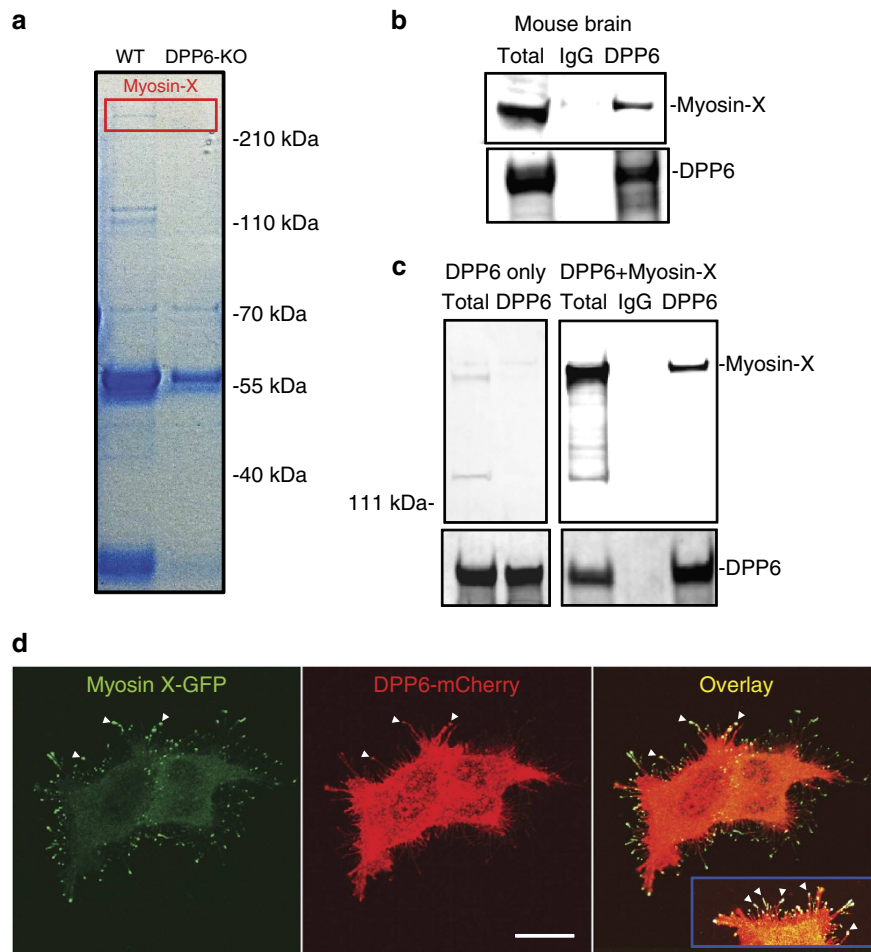 a
WT DPP6-KO
Myosin-X
-210 kDa
-110 kDa
-70 kDa
-55 kDa
-40 kDa
b
Mouse brain
Total IgG DPP6
-Myosin-X
-DPP6
c
DPP6 only DPP6+Myosin-X
Total DPP6 Total IgG DPP6
-Myosin-X
111 kDa-
-DPP6
d
Myosin X-GFP DPP6-mCherry Overlay